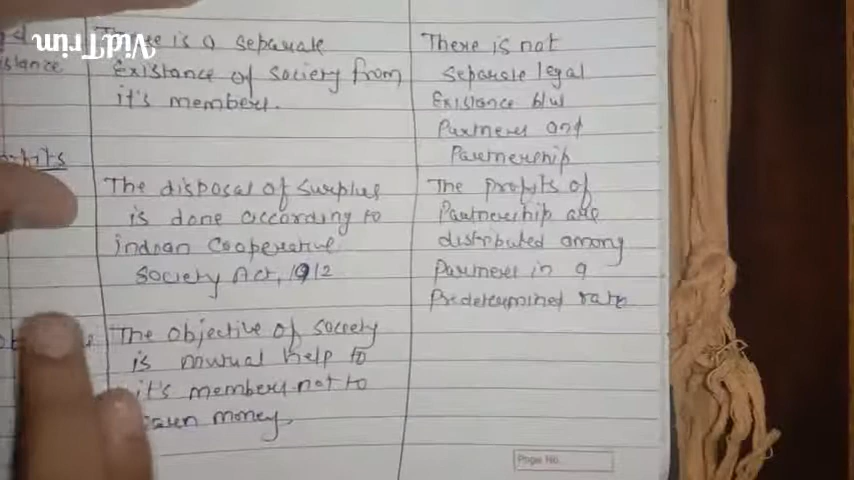 VidTrim
There is a separate
Existance of society from
it's members.
There is not
separate legal
Existance b/w
Partners and
Partnership
istance
The disposal of surplus
is done according to
indian cooperative
society Act, 1912
The profits of
Partnership are
distributed among
Partners in a
Predetermined rate
The objective of society
is mutual help to
it's members not to
earn money.
Page No.